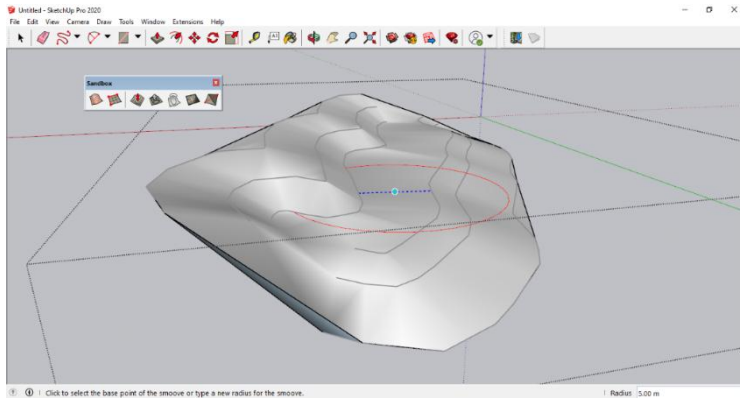 Untitled - SketchUp Pro 2020
File Edit View Camera Draw Tools Window Extensions Help
Sandbox
Click to select the base point of the smoove or type a new radius for the smoove.
Radius 5.00 m